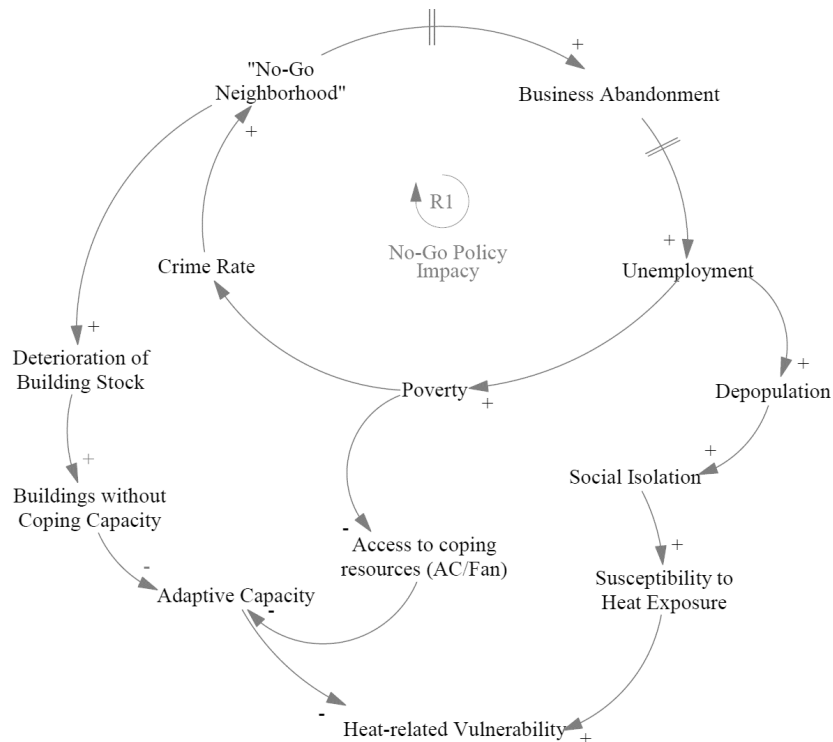 "No-Go
Neighborhood"
+
Business Abandonment
+
R1
No-Go Policy
Impacy
Crime Rate
+
Unemployment
+
Deterioration of
Building Stock
Poverty
+
+
Depopulation
+
Social Isolation
+
Buildings without
Coping Capacity
-
Access to coping
resources (AC/Fan)
+
Susceptibility to
Heat Exposure
-
Adaptive Capacity
-
-
Heat-related Vulnerability
+